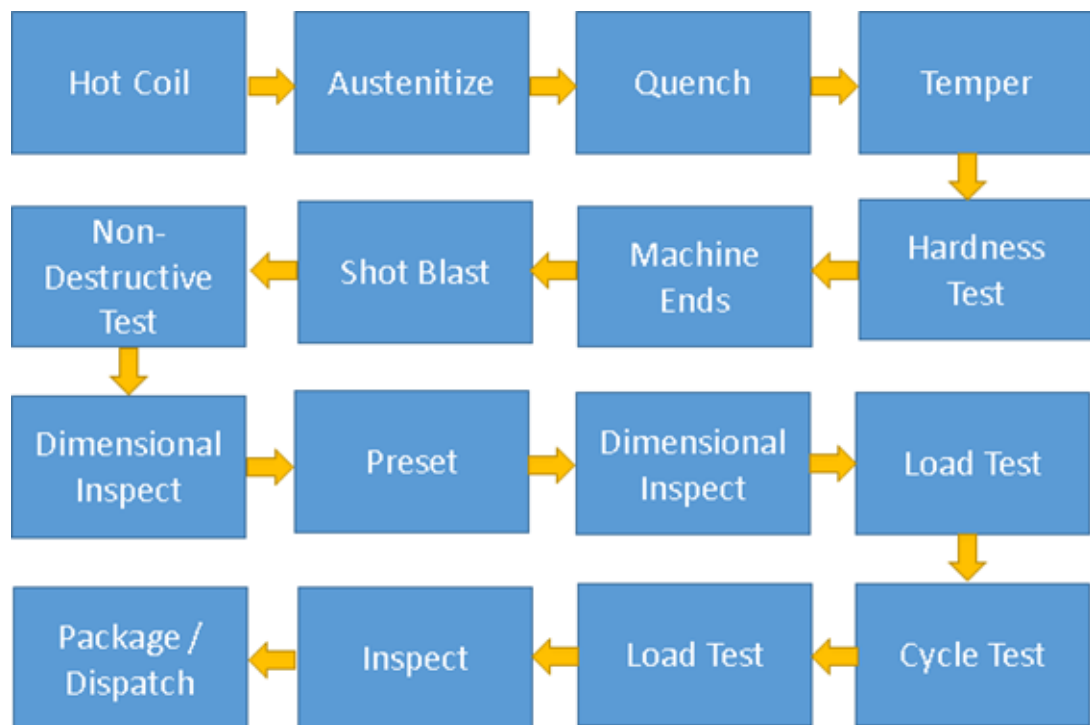 Hot Coil
Austenitize
Quench
Temper
Non-
Destructive
Test
Shot Blast
Machine
Ends
Hardness
Test
Dimensional
Inspect
Preset
Dimensional
Inspect
Load Test
Package /
Dispatch
Inspect
Load Test
Cycle Test